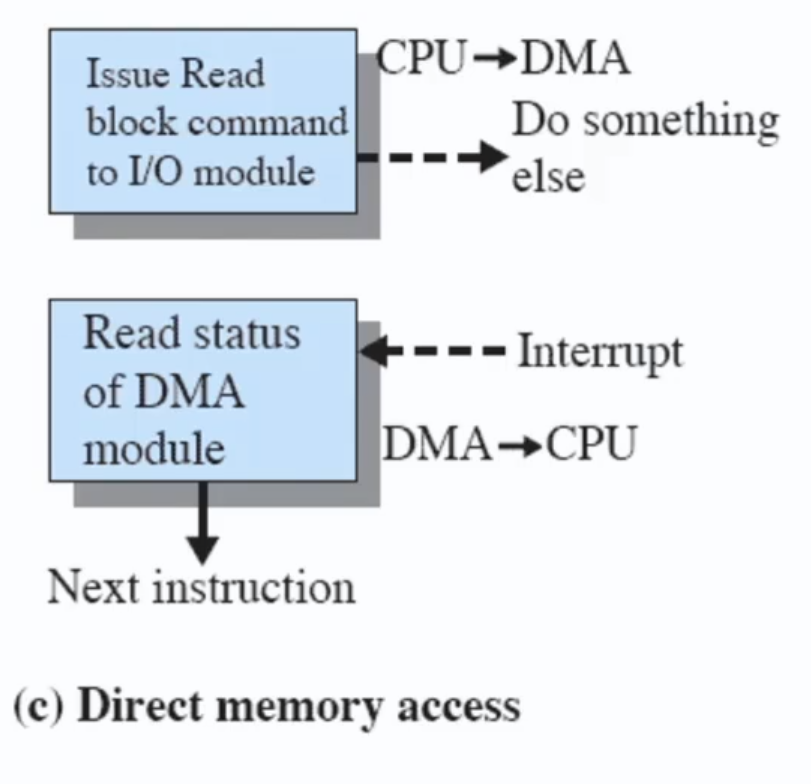 Issue Read
block command
to I/O module
CPU→DMA
Do something
else
Read status
of DMA
module
Interrupt
DMA→CPU
Next instruction
(c) Direct memory access